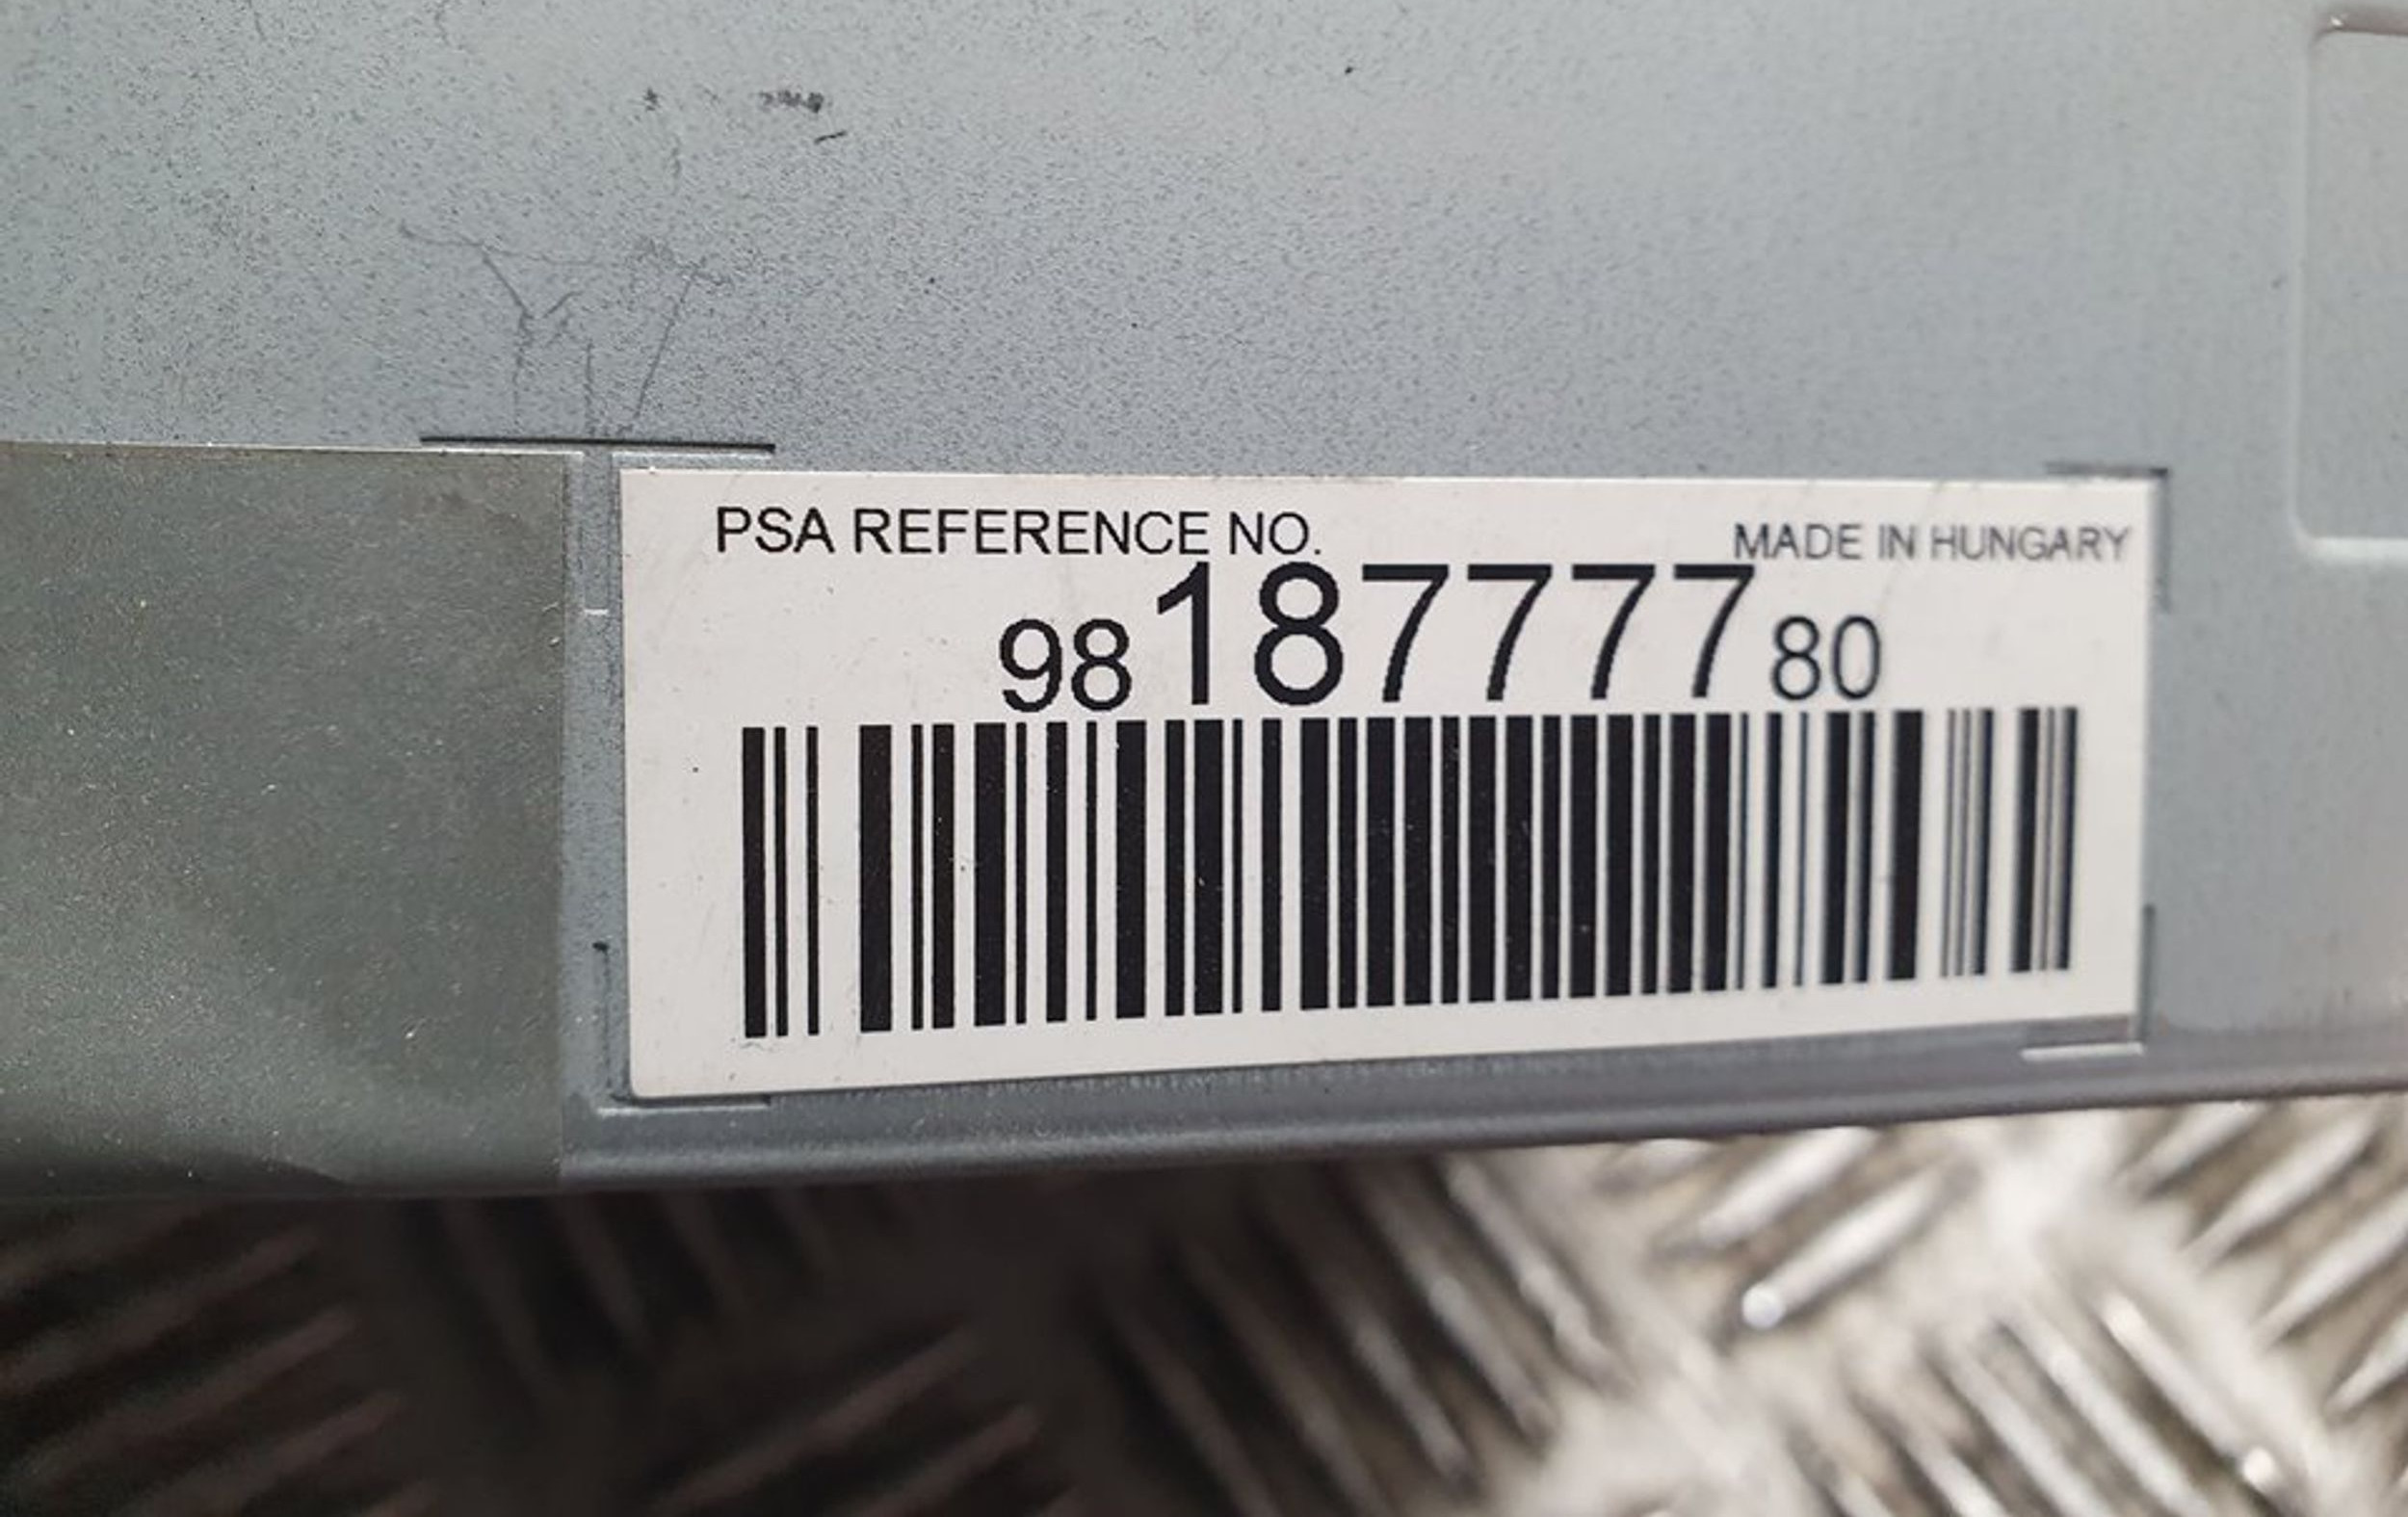 PSA REFERENCE NO. MADE IN HUNGARY
9818777780